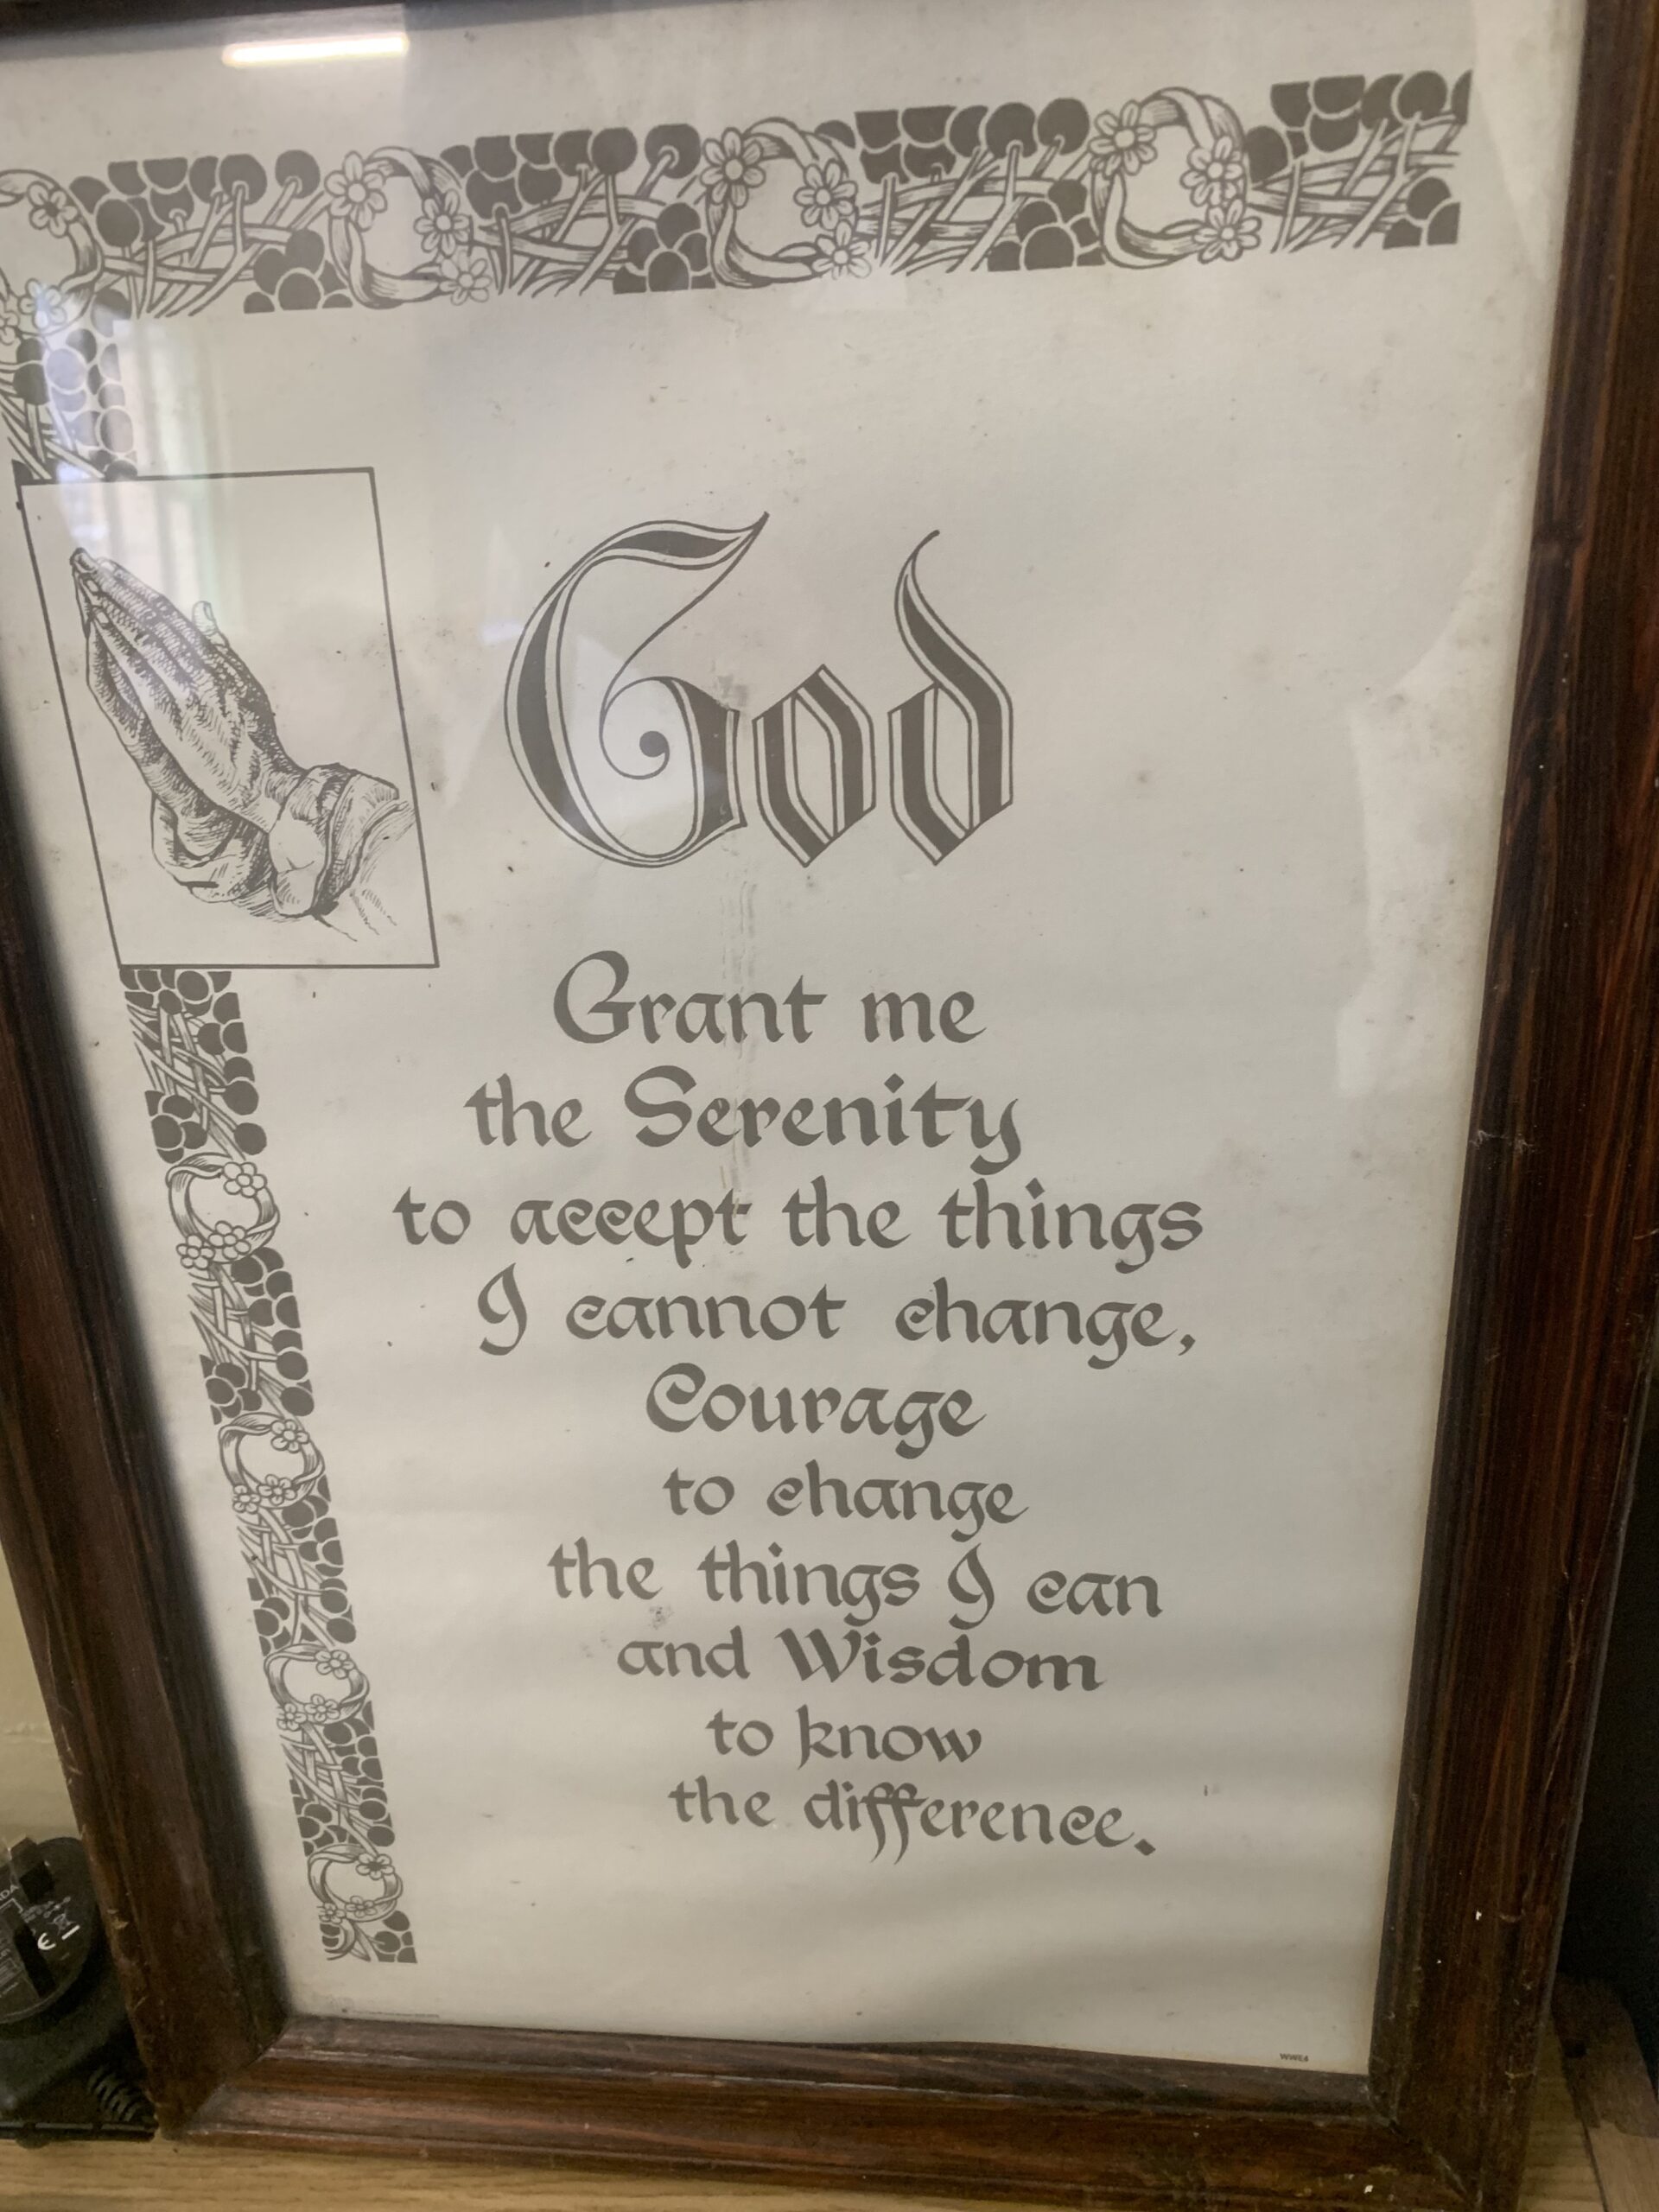 God
Grant me
the Serenity
to accept the things
I cannot change,
Courage
to change
the things I can
and Wisdom
to know
the difference.